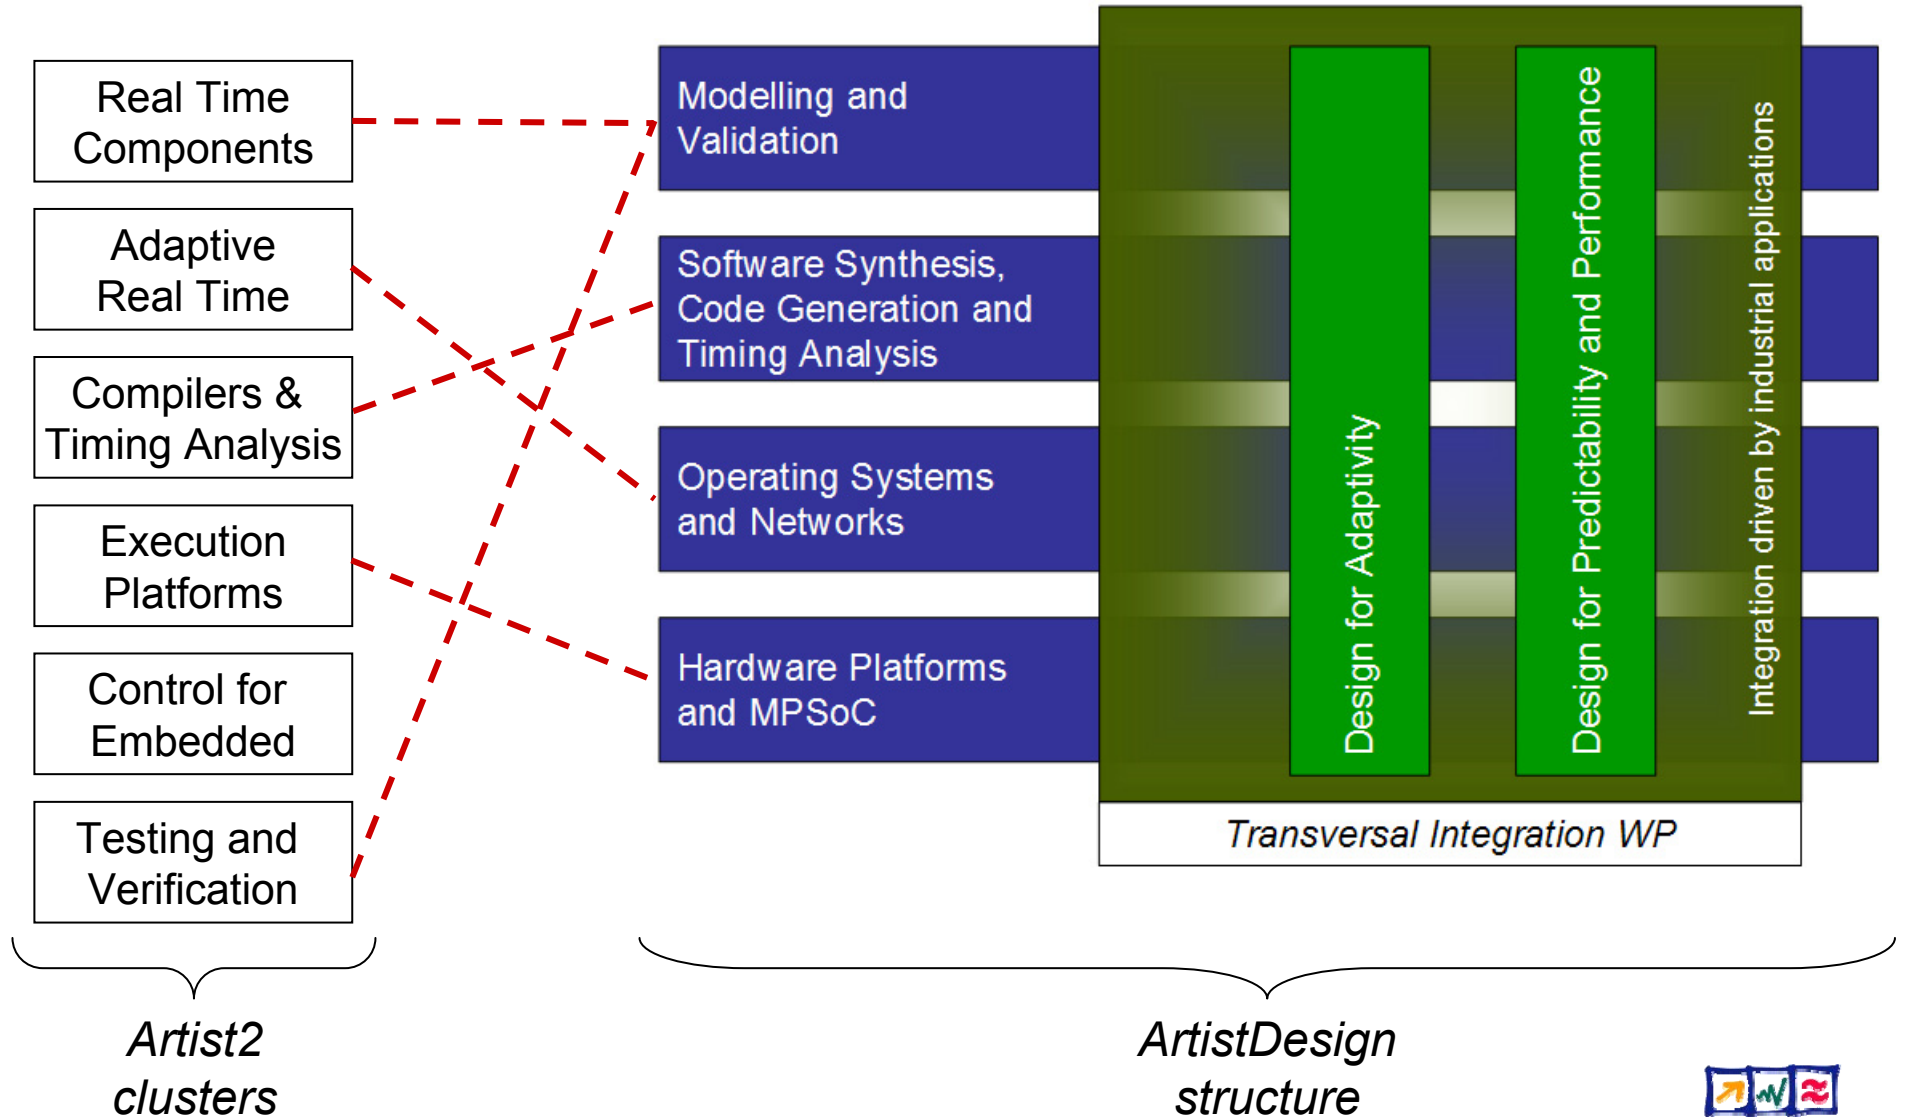 Real Time
Components
Adaptive
Real Time
Compilers &
Timing Analysis
Execution
Platforms
Control for
Embedded
Testing and
Verification
Artist2
clusters
Modelling and
Validation
Software Synthesis,
Code Generation and
Timing Analysis
Operating Systems
and Networks
Hardware Platforms
and MPSoC
Design for Adaptivity
Design for Predictability and Performance
Integration driven by industrial applications
Transversal Integration WP
ArtistDesign
structure